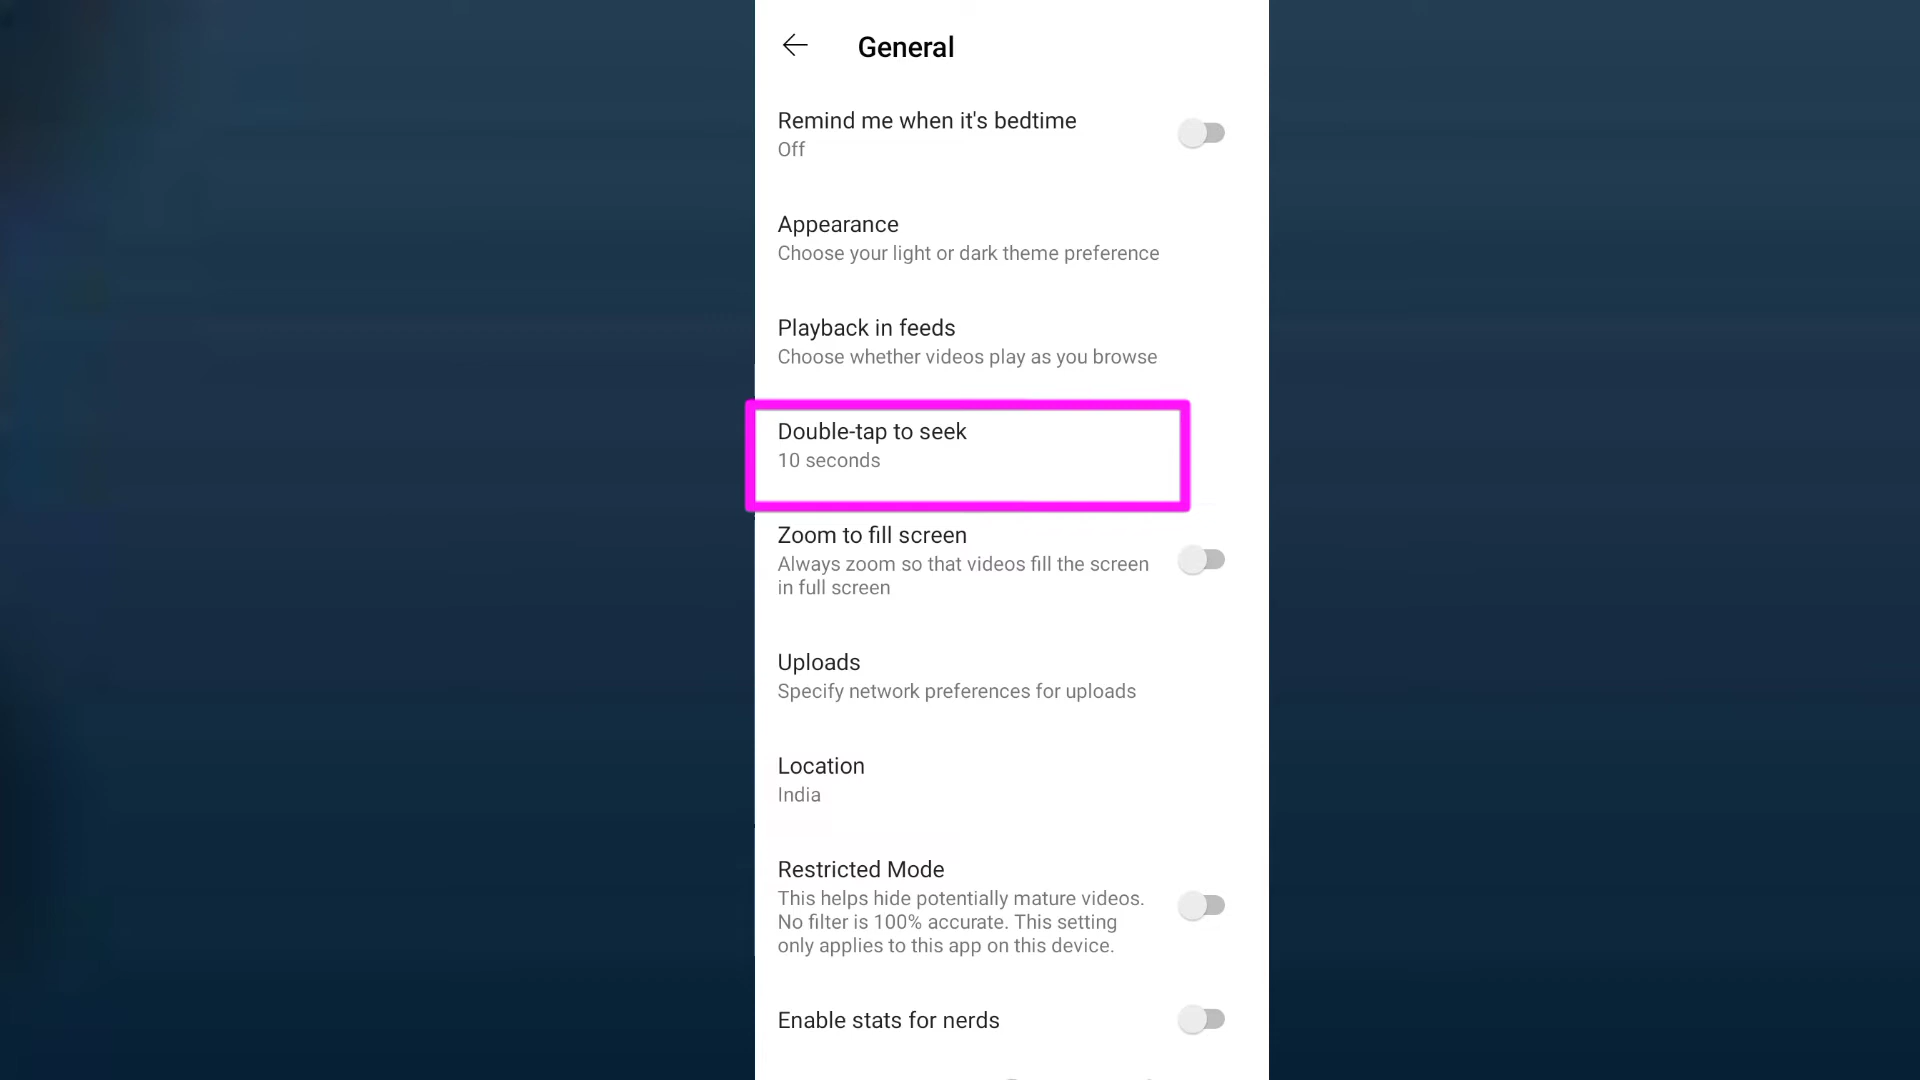 General
Remind me when it's bedtime
Off
Appearance
Choose your light or dark theme preference
Playback in feeds
Choose whether videos play as you browse
Double-tap to seek
10 seconds
Zoom to fill screen
Always zoom so that videos fill the screen
in full screen
Uploads
Specify network preferences for uploads
Location
India
Restricted Mode
This helps hide potentially mature videos.
No filter is 100% accurate. This setting
only applies to this app on this device.
Enable stats for nerds